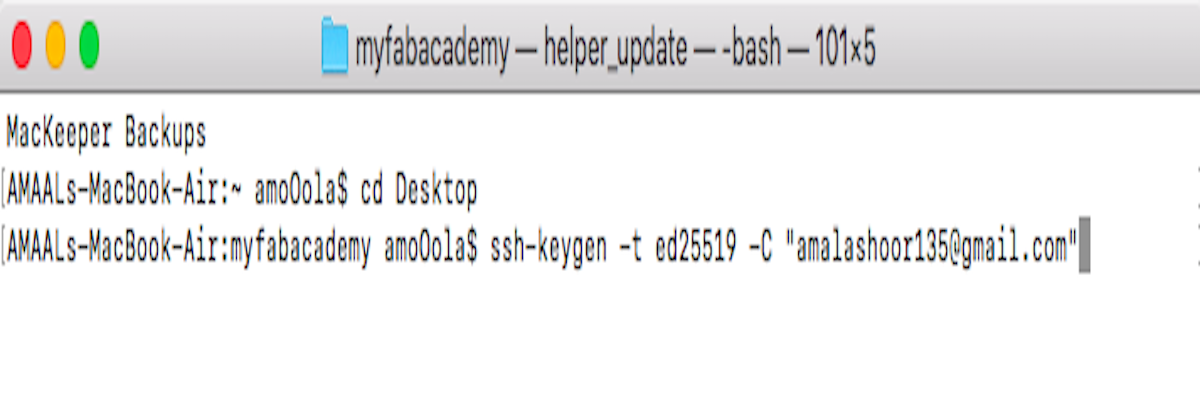 myfabacademy — helper_update — -bash — 101×5
MacKeeper Backups
[AMAALs-MacBook-Air:~ amoOola$ cd Desktop
[AMAALs-MacBook-Air:myfabacademy amoOola$ ssh-keygen -t ed25519 -C "amalashoor135@gmail.com"